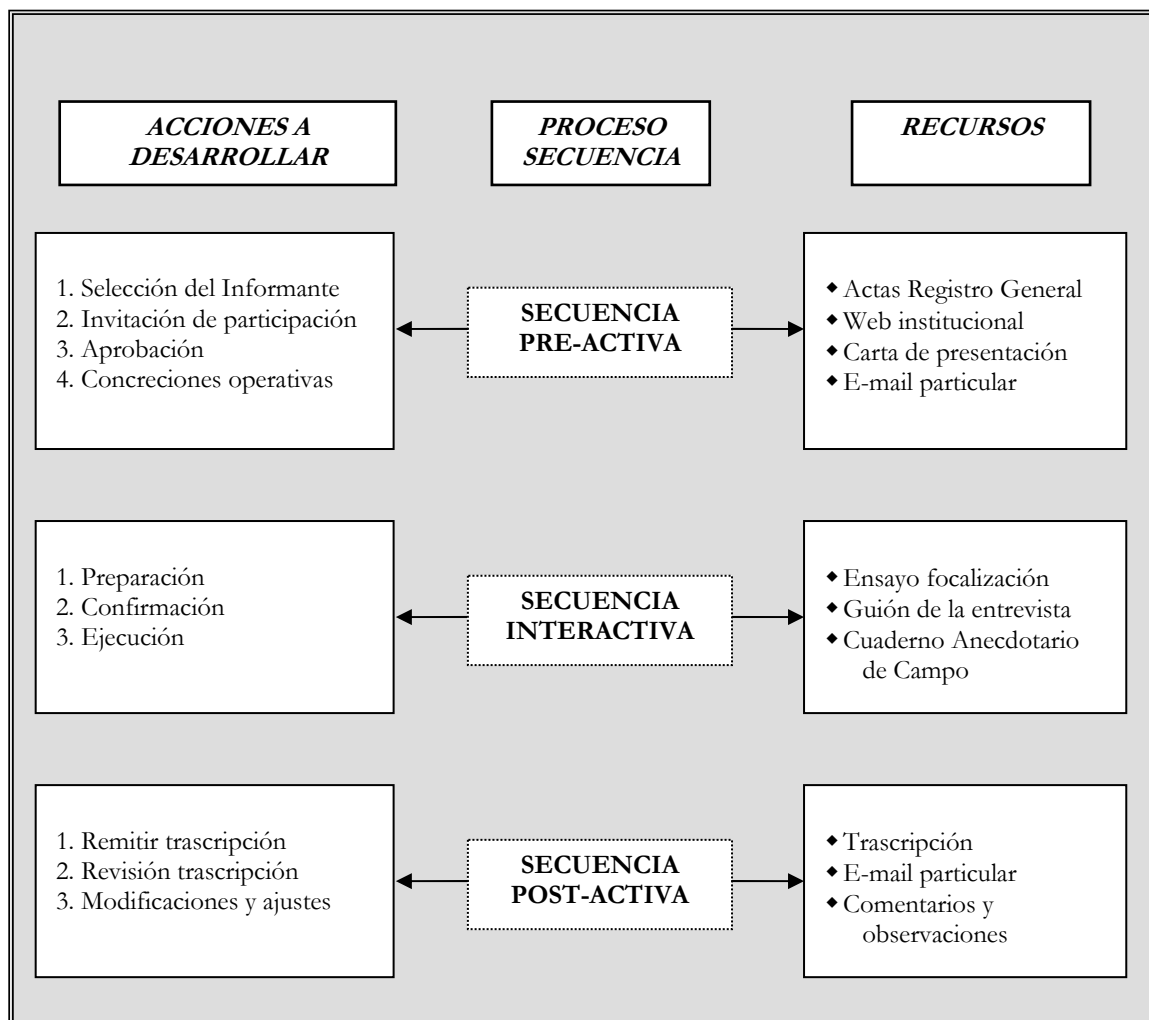 ACCIONES A
DESARROLLAR
PROCESO
SECUENCIA
RECURSOS
1. Selección del Informante
2. Invitación de participación
3. Aprobación
4. Concreciones operativas
SECUENCIA
PRE-ACTIVA
◆ Actas Registro General
◆ Web institucional
◆ Carta de presentación
◆ E-mail particular
1. Preparación
2. Confirmación
3. Ejecución
SECUENCIA
INTERACTIVA
◆ Ensayo focalización
◆ Guión de la entrevista
◆ Cuaderno Anecdotario
de Campo
1. Remitir trascripción
2. Revisión trascripción
3. Modificaciones y ajustes
SECUENCIA
POST-ACTIVA
◆ Trascripción
◆ E-mail particular
◆ Comentarios y
observaciones